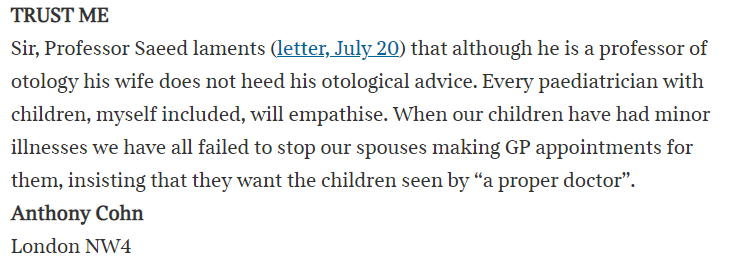 TRUST ME
Sir, Professor Saeed laments (letter, July 20) that although he is a professor of
otology his wife does not heed his otological advice. Every paediatrician with
children, myself included, will empathise. When our children have had minor
illnesses we have all failed to stop our spouses making GP appointments for
them, insisting that they want the children seen by “a proper doctor”.
Anthony Cohn
London NW4